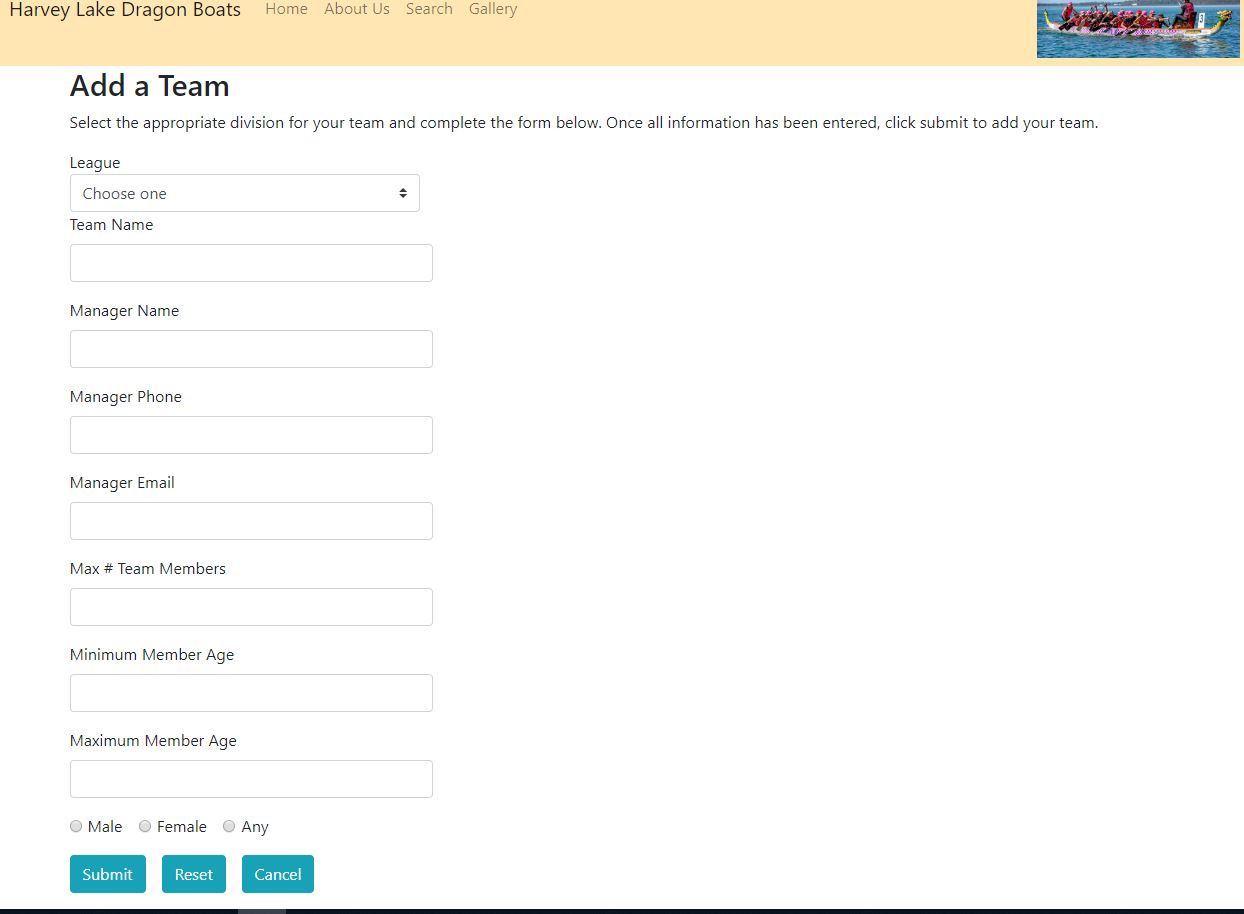 Harvey Lake Dragon Boats Home About Us Search Gallery
Add a Team
Select the appropriate division for your team and complete the form below. Once all information has been entered, click submit to add your team.
League
Choose one
Team Name
Manager Name
Manager Phone
Manager Email
Max # Team Members
Minimum Member Age
Maximum Member Age
Male Female Any
Submit Reset Cancel